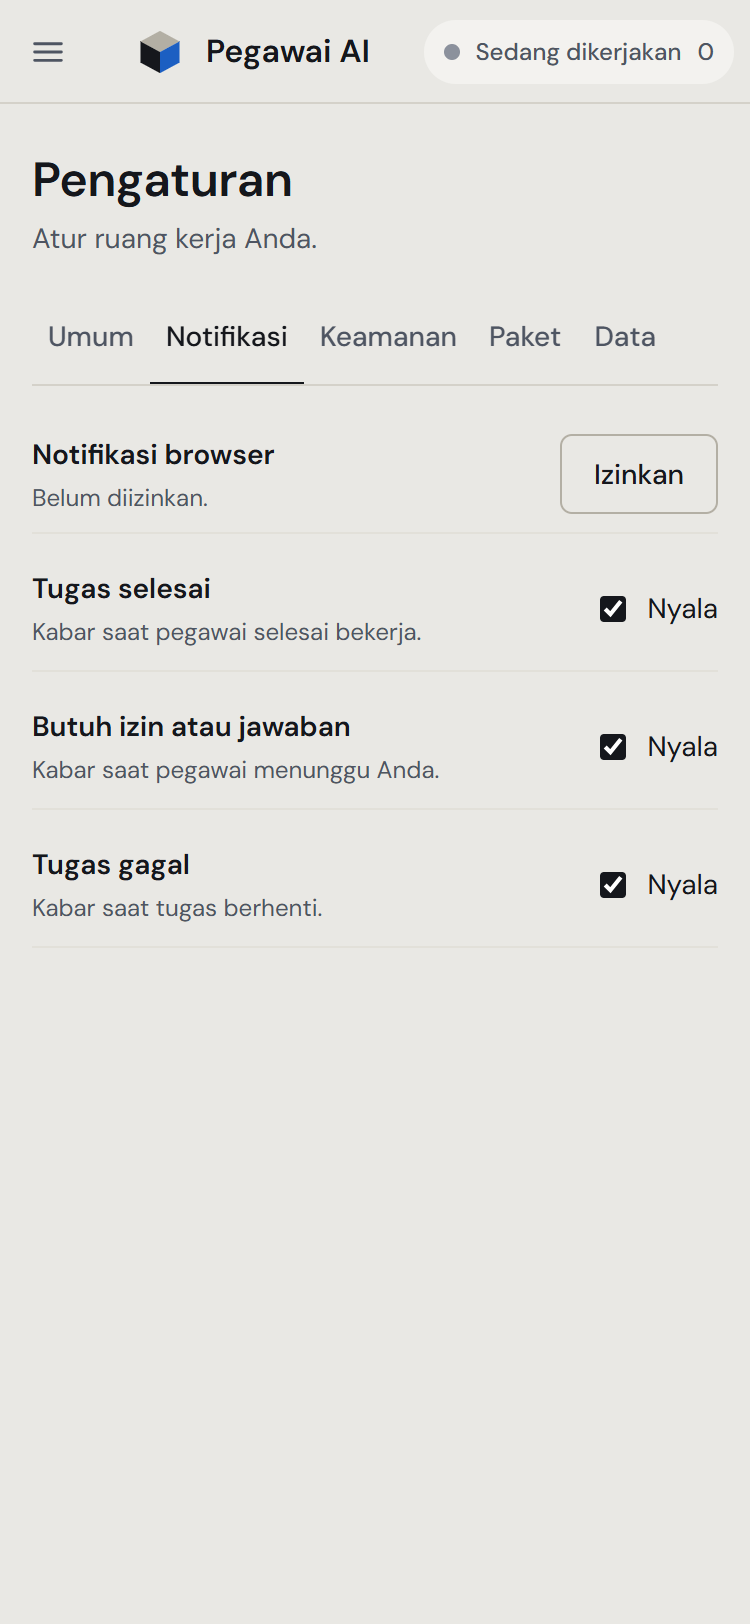 Pegawai AI
Sedang dikerjakan 0
Pengaturan
Atur ruang kerja Anda.
Umum Notifikasi Keamanan Paket Data
Notifikasi browser
Belum diizinkan.
Izinkan
Tugas selesai
Kabar saat pegawai selesai bekerja.
Nyala
Butuh izin atau jawaban
Kabar saat pegawai menunggu Anda.
Nyala
Tugas gagal
Kabar saat tugas berhenti.
Nyala